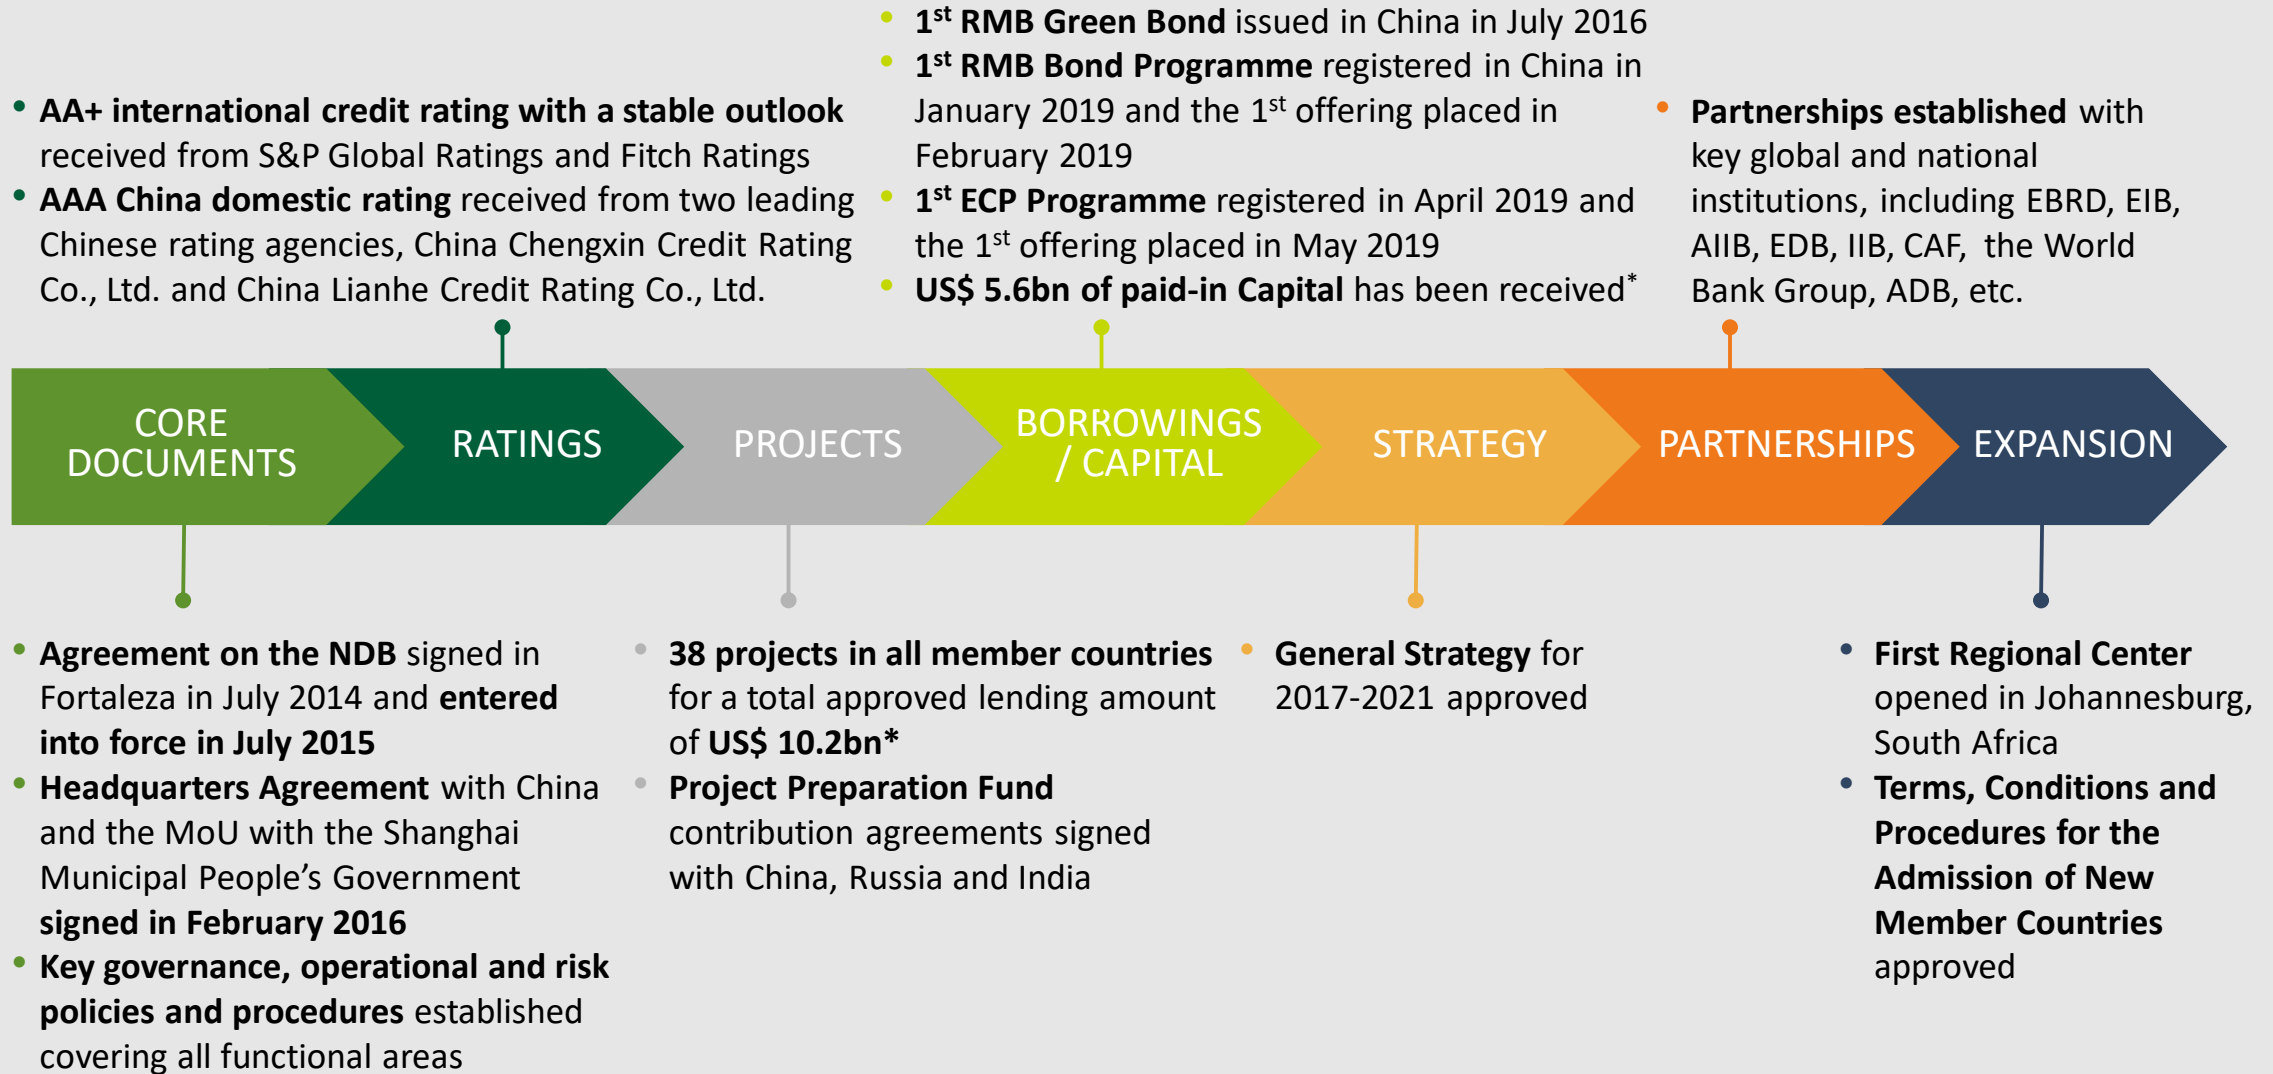 • AA+ international credit rating with a stable outlook
received from S&P Global Ratings and Fitch Ratings
• AAA China domestic rating received from two leading
Chinese rating agencies, China Chengxin Credit Rating
Co., Ltd. and China Lianhe Credit Rating Co., Ltd.
• 1st RMB Green Bond issued in China in July 2016
• 1st RMB Bond Programme registered in China in
January 2019 and the 1st offering placed in
February 2019
• 1st ECP Programme registered in April 2019 and
the 1st offering placed in May 2019
• US$ 5.6bn of paid-in Capital has been received*
• Partnerships established with
key global and national
institutions, including EBRD, EIB,
AIIB, EDB, IIB, CAF, the World
Bank Group, ADB, etc.
CORE
DOCUMENTS
RATINGS
PROJECTS
BORROWINGS
/ CAPITAL
STRATEGY
PARTNERSHIPS
EXPANSION
• Agreement on the NDB signed in
Fortaleza in July 2014 and entered
into force in July 2015
• Headquarters Agreement with China
and the MoU with the Shanghai
Municipal People’s Government
signed in February 2016
• Key governance, operational and risk
policies and procedures established
covering all functional areas
• 38 projects in all member countries
for a total approved lending amount
of US$ 10.2bn*
• Project Preparation Fund
contribution agreements signed
with China, Russia and India
• General Strategy for
2017-2021 approved
• First Regional Center
opened in Johannesburg,
South Africa
• Terms, Conditions and
Procedures for the
Admission of New
Member Countries
approved